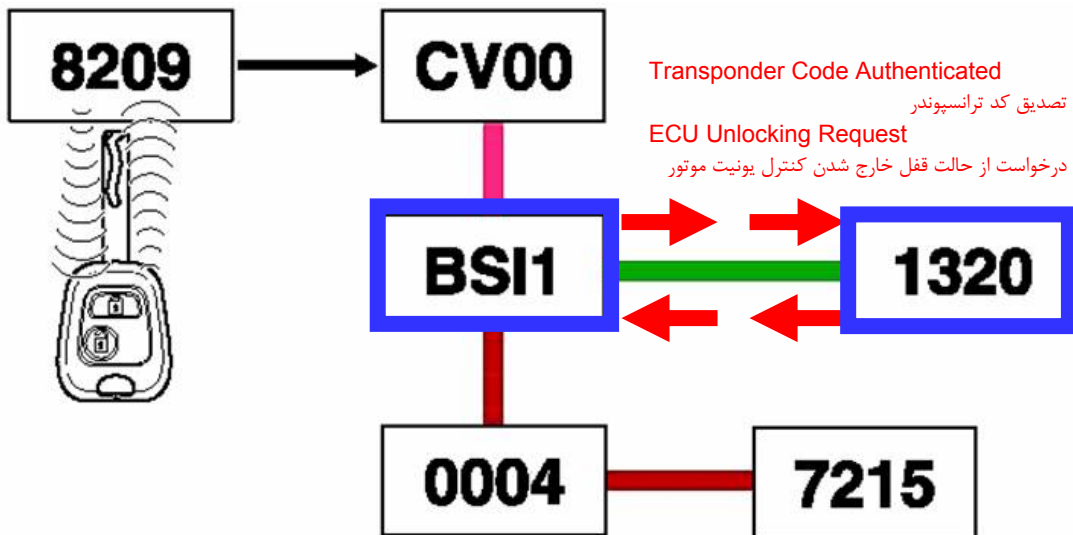 8209
CV00
Transponder Code Authenticated
تصدیق کد ترانسپوندر
ECU Unlocking Request
درخواست از حالت قفل خارج شدن کنترل یونیت موتور
BSI1
1320
0004
7215